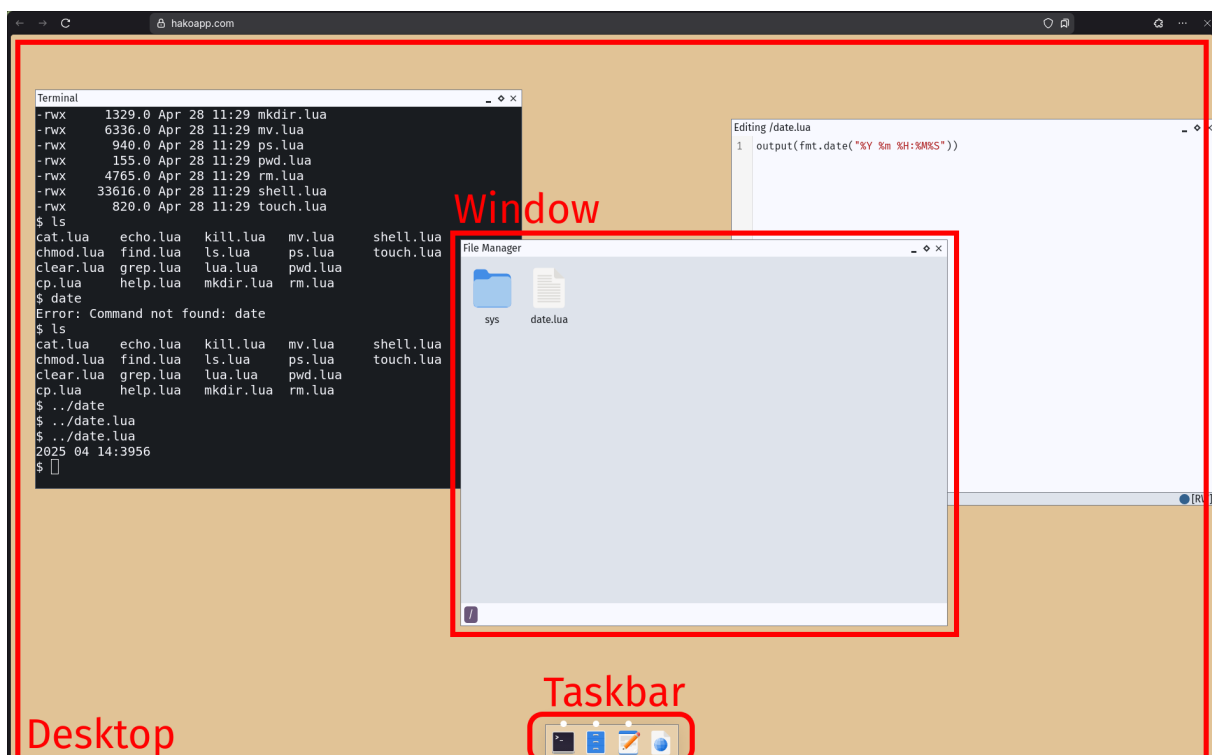 hakoapp.com
Terminal
-rwx 1329.0 Apr 28 11:29 mkdir.lua
-rwx 6336.0 Apr 28 11:29 mv.lua
-rwx 940.0 Apr 28 11:29 ps.lua
-rwx 155.0 Apr 28 11:29 pwd.lua
-rwx 4765.0 Apr 28 11:29 rm.lua
-rwx 33616.0 Apr 28 11:29 shell.lua
-rwx 820.0 Apr 28 11:29 touch.lua
$ ls
cat.lua echo.lua kill.lua mv.lua shell.lua
chmod.lua find.lua ls.lua ps.lua touch.lua
clear.lua grep.lua lua.lua pwd.lua
cp.lua help.lua mkdir.lua rm.lua
$ date
Error: Command not found: date
$ ls
cat.lua echo.lua kill.lua mv.lua shell.lua
chmod.lua find.lua ls.lua ps.lua touch.lua
clear.lua grep.lua lua.lua pwd.lua
cp.lua help.lua mkdir.lua rm.lua
$ ../date
$ ../date.lua
$ ../date.lua
2025 04 14:3956
$
Editing /date.lua
1 output(fmt.date("%Y %m %H:%M%S"))
[RW]
Window
File Manager
sys date.lua
/
Taskbar
Desktop